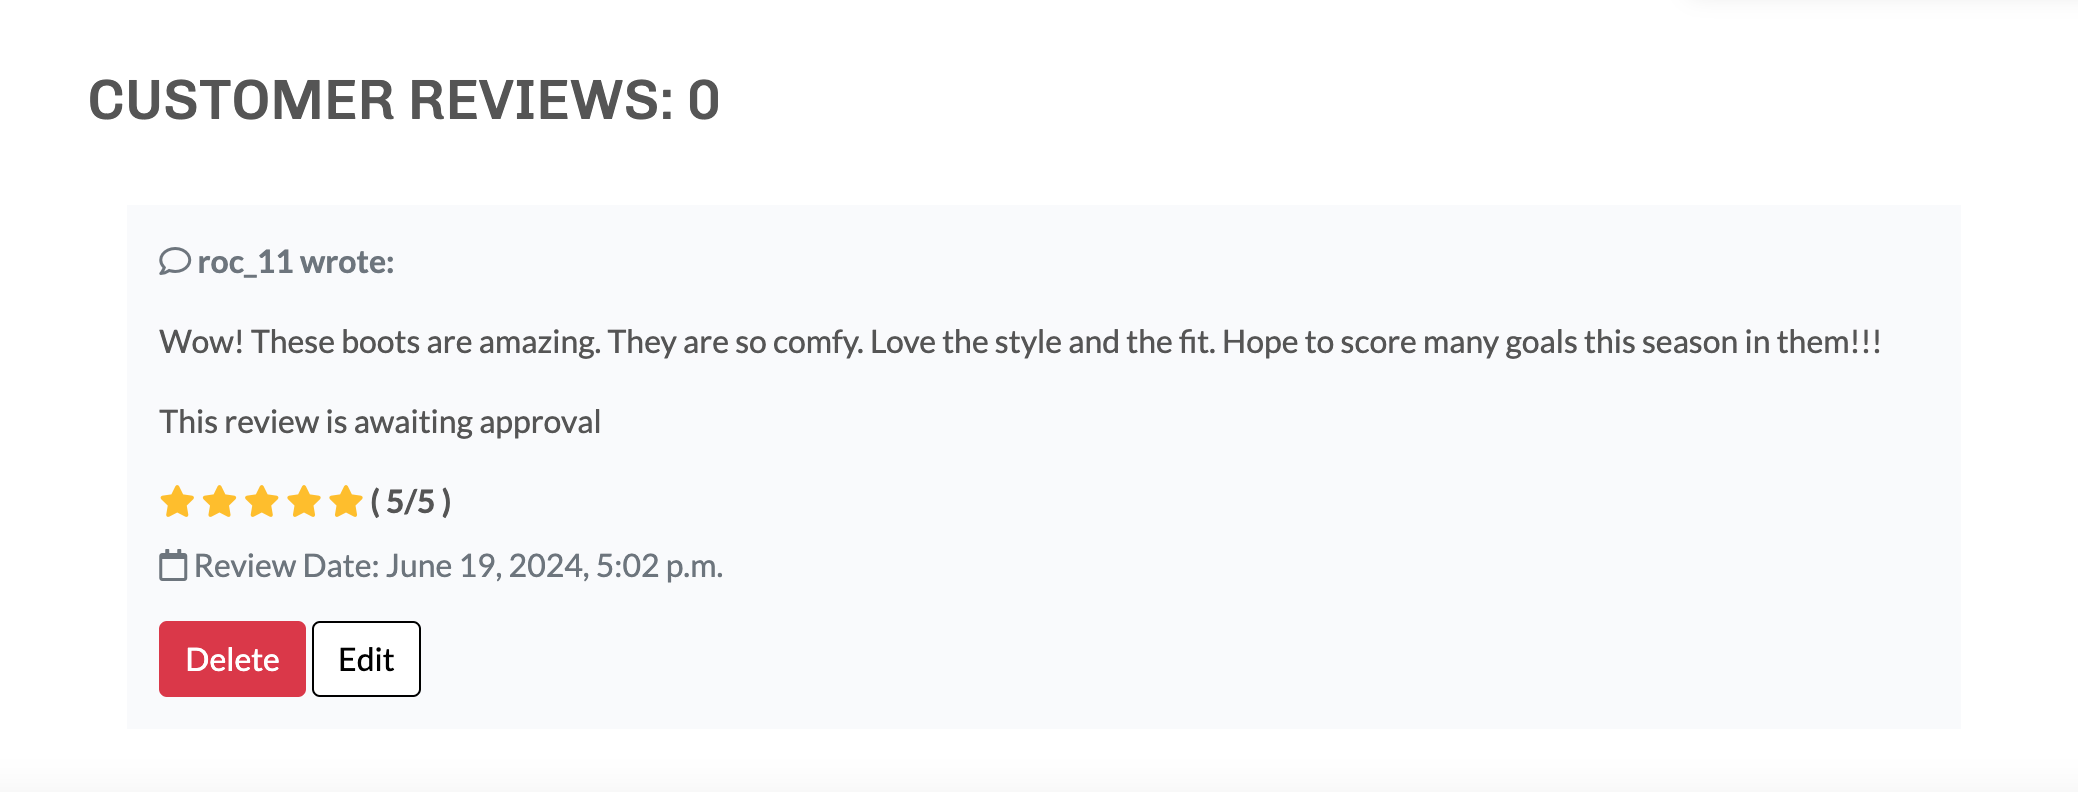 CUSTOMER REVIEWS: 0
roc_11 wrote:
Wow! These boots are amazing. They are so comfy. Love the style and the fit. Hope to score many goals this season in them!!!
This review is awaiting approval
( 5/5 )
Review Date: June 19, 2024, 5:02 p.m.
Delete Edit